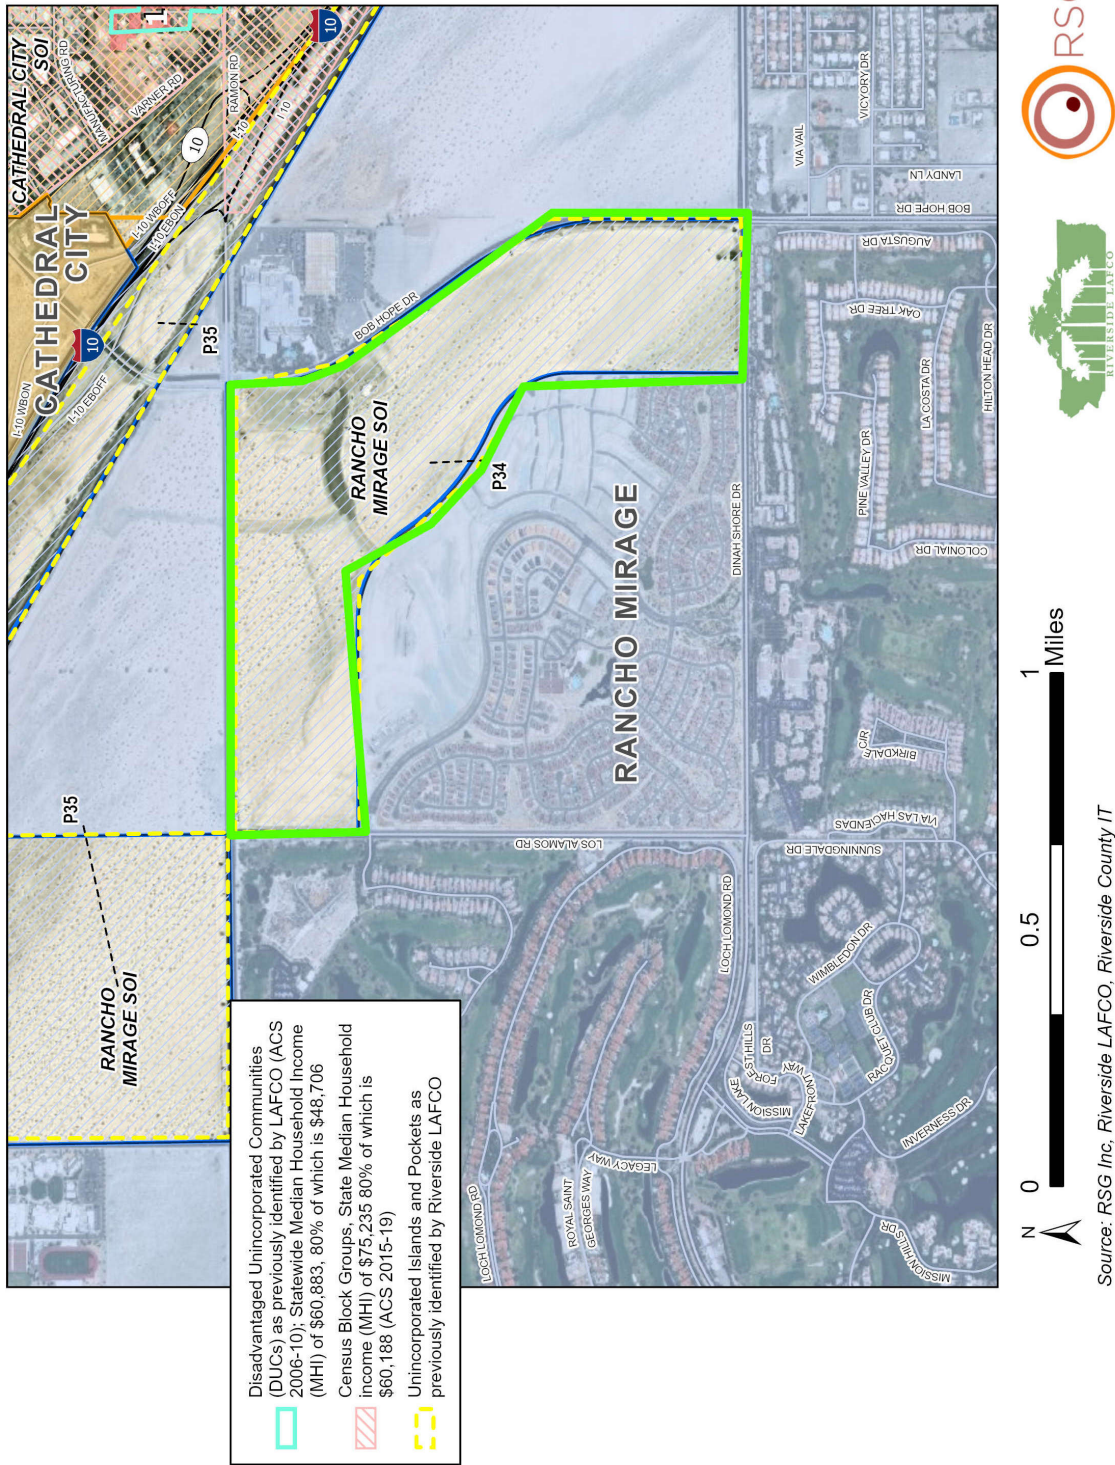 CATHEDRAL CITY
SOI
MANUFACTURING RD
VARNER RD
RAMON RD
1
10
I-10
I 10
10
CATHEDRAL
CITY
I-10 WBOFF
I-10 EBON
I-10 WBON
10
I-10 EBOFF
P35
P35
RANCHO
MIRAGE SOI
BOB HOPE DR
RANCHO
MIRAGE SOI
P34
RANCHO MIRAGE
DINAH SHORE DR
LOS ALAMOS RD
VIA VAIL
VICYORY DR
LANDY LN
BOB HOPE DR
AUGUSTA DR
OAK TREE DR
LA COSTA DR
HILTON HEAD DR
PINE VALLEY DR
COLONIAL DR
BIRKDALE CIR
VIA LAS HACIENDAS
SUNNINGDALE DR
LOCH LOMOND RD
WIMBLEDON DR
RACQUET CLUB DR
FOREST HILLS
DR
MISSION LAKE
LAKEFRONT WAY
INVERNESS DR
MISSION HILLS DR
LEGACY WAY
ROYAL SAINT
GEORGES WAY
LOCH LOMOND RD
Disadvantaged Unincorporated Communities
(DUCs) as previously identified by LAFCO (ACS
2006-10); Statewide Median Household Income
(MHI) of $60,883, 80% of which is $48,706
Census Block Groups, State Median Household
income (MHI) of $75,235 80% of which is
$60,188 (ACS 2015-19)
Unincorporated Islands and Pockets as
previously identified by Riverside LAFCO
N
0
0.5
1
Miles
Source: RSG Inc, Riverside LAFCO, Riverside County IT
RIVERSIDE LAFCO